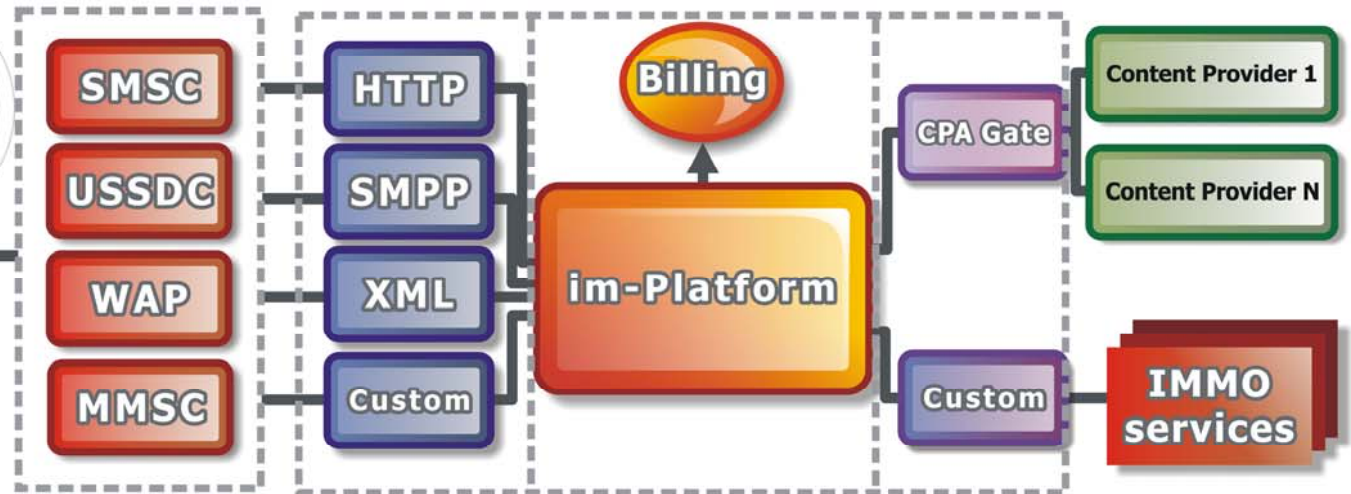 SMSC
USSDC
WAP
MMSC
HTTP
SMPP
XML
Custom
Billing
im-Platform
CPA Gate
Custom
Content Provider 1
Content Provider N
IMMO
services